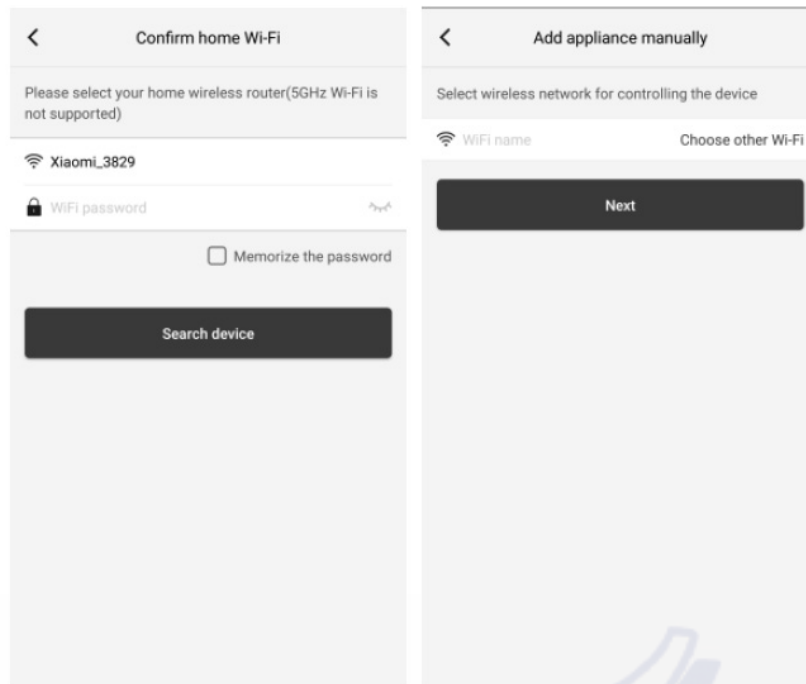 Confirm home Wi-Fi
Please select your home wireless router(5GHz Wi-Fi is
not supported)
Xiaomi_3829
WiFi password
Memorize the password
Search device
Add appliance manually
Select wireless network for controlling the device
WiFi name Choose other Wi-Fi
Next